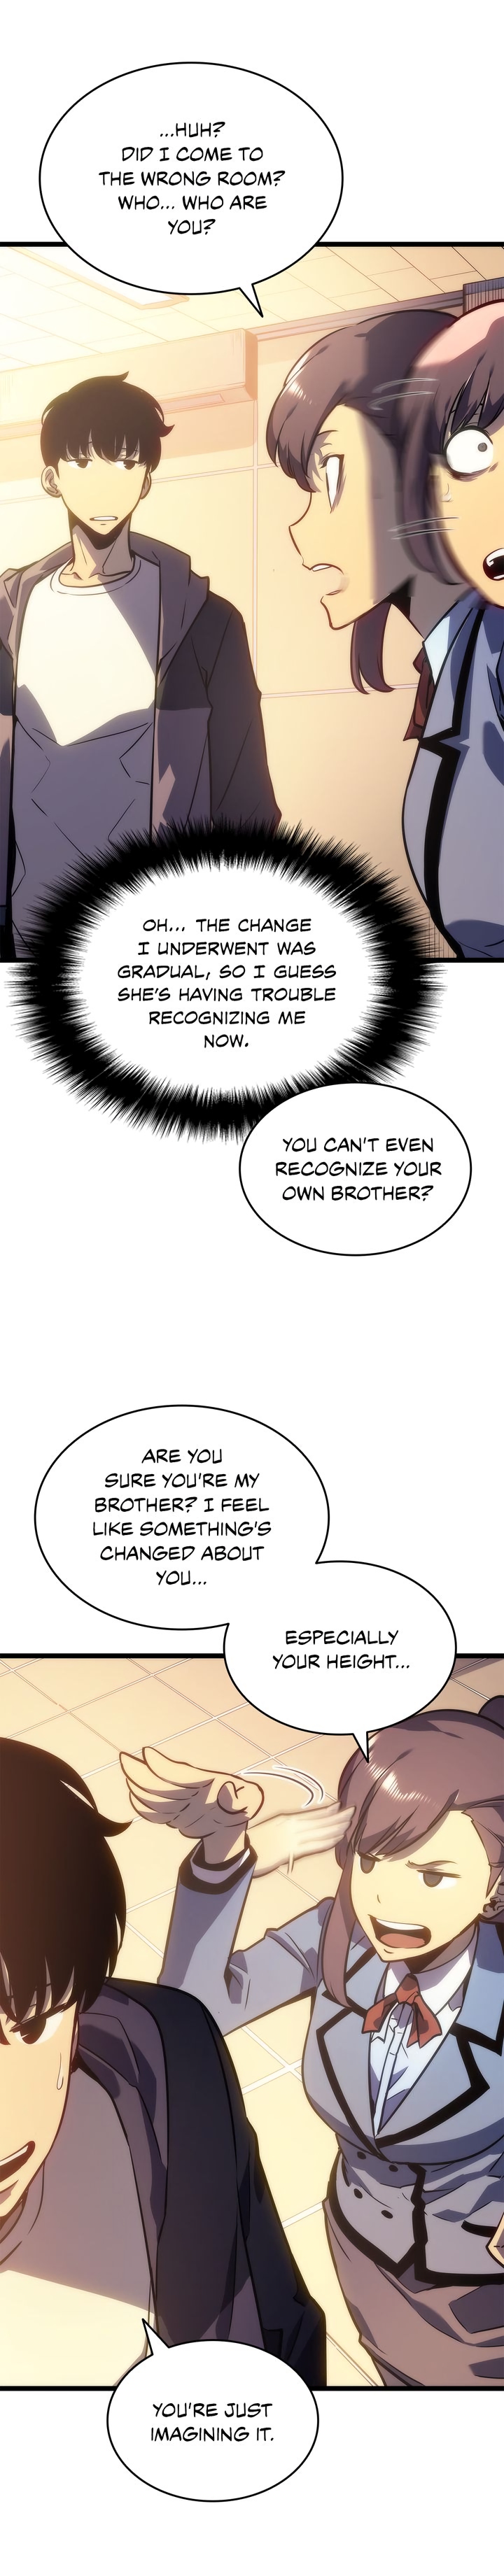 ...HUH?
DID I COME TO
THE WRONG ROOM?
WHO... WHO ARE
YOU?
OH... THE CHANGE
I UNDERWENT WAS
GRADUAL, SO I GUESS
SHE'S HAVING TROUBLE
RECOGNIZING ME
NOW.
YOU CAN'T EVEN
RECOGNIZE YOUR
OWN BROTHER?
ARE YOU
SURE YOU'RE MY
BROTHER? I FEEL
LIKE SOMETHING'S
CHANGED ABOUT
YOU...
ESPECIALLY
YOUR HEIGHT...
YOU'RE JUST
IMAGINING IT.